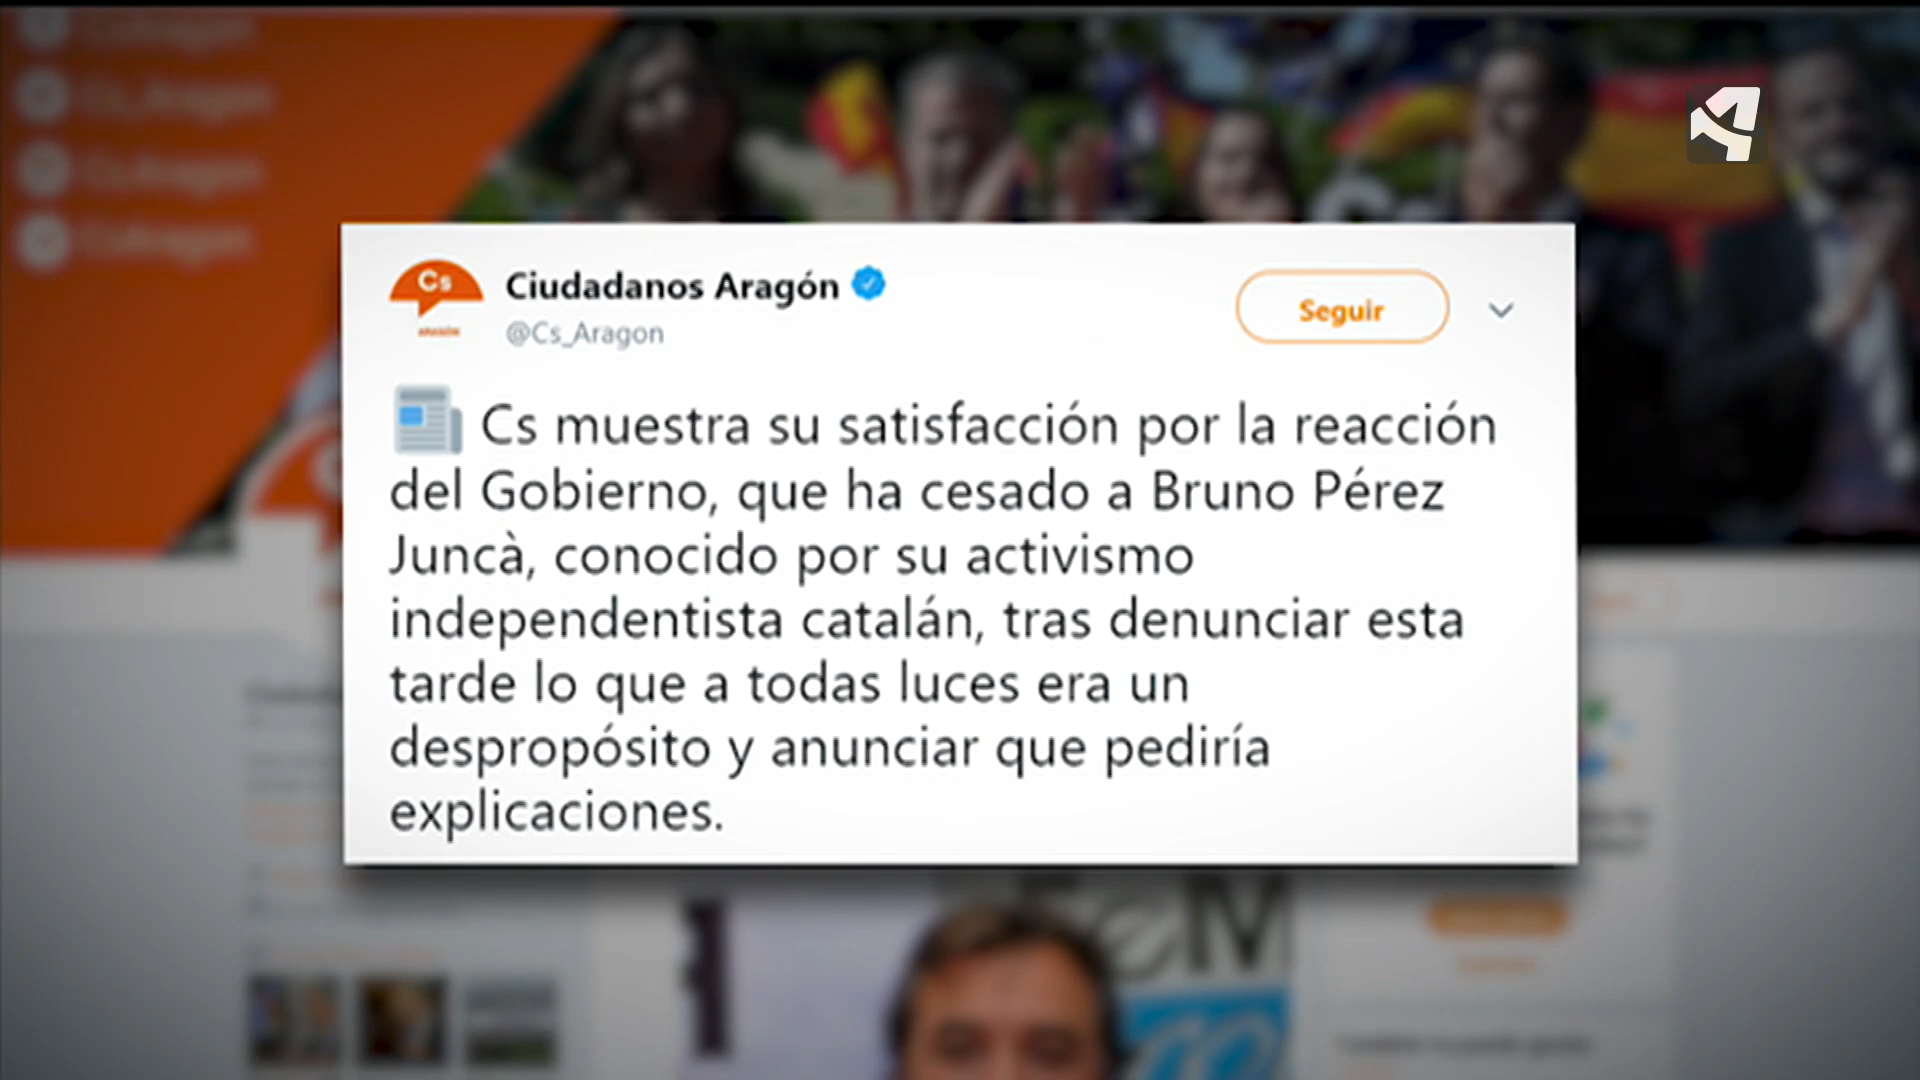 Cs
ARAGÓN
Ciudadanos Aragón
@Cs_Aragon
Seguir
Cs muestra su satisfacción por la reacción
del Gobierno, que ha cesado a Bruno Pérez
Juncà, conocido por su activismo
independentista catalán, tras denunciar esta
tarde lo que a todas luces era un
despropósito y anunciar que pediría
explicaciones.